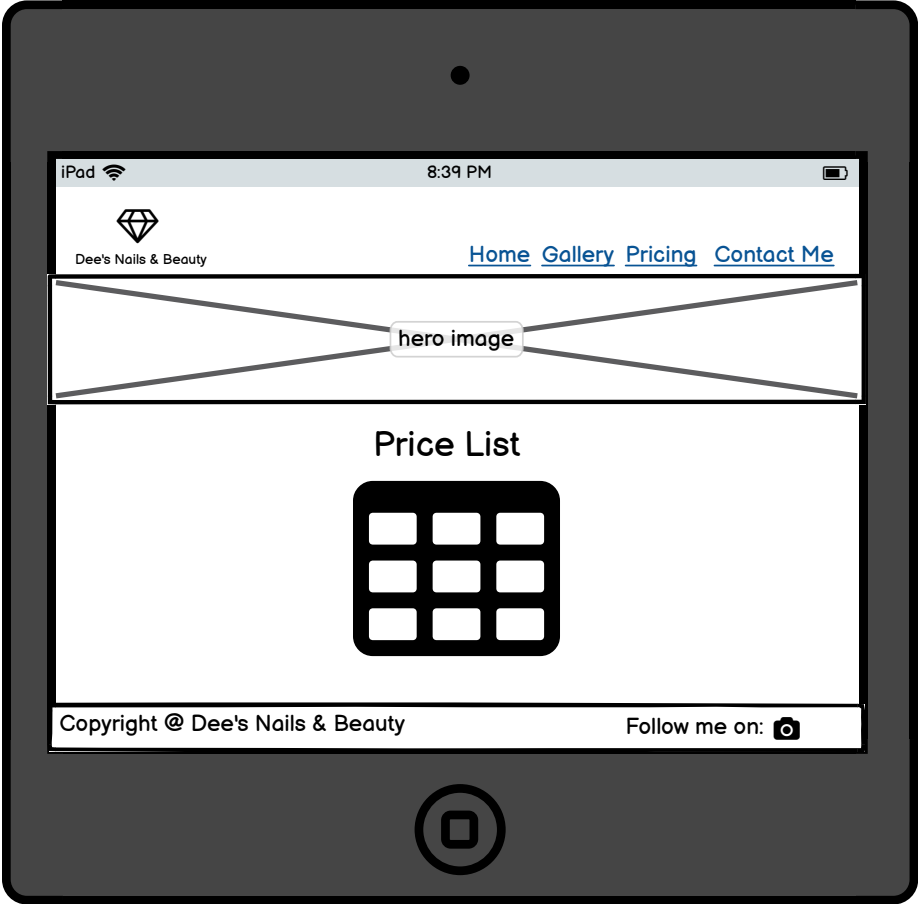 iPad 8:39 PM
Dee's Nails & Beauty
Home Gallery Pricing Contact Me
hero image
Price List
Copyright @ Dee's Nails & Beauty
Follow me on: